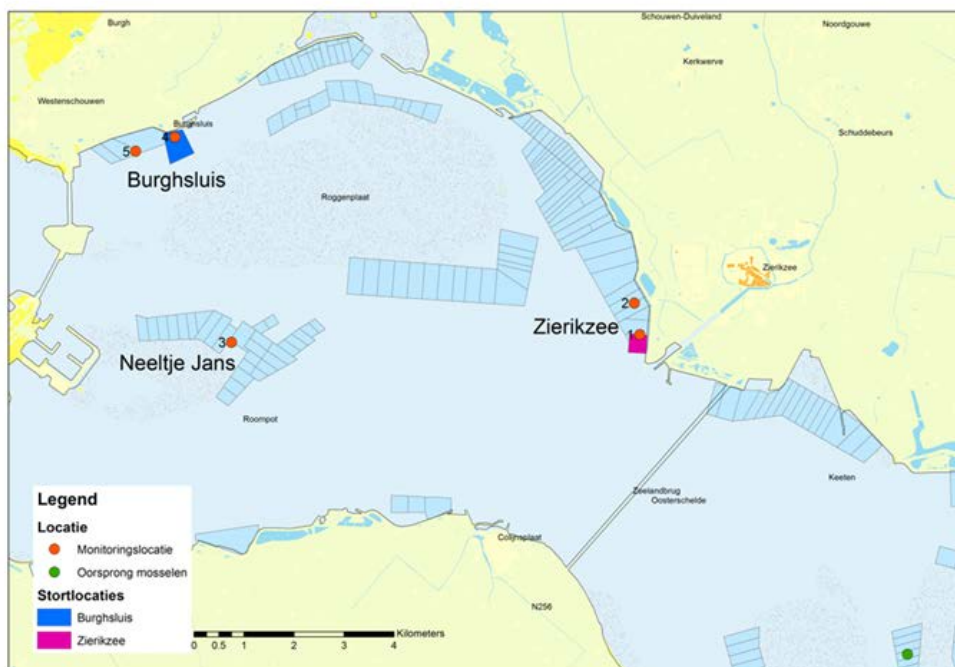 Burgh
Schouwen-Duiveland
Noordgouwe
Kerkwerve
Westenschouwen
Burghsluis
4
5
Schuddebeurs
Burghsluis
Roggenplaat
Zierikzee
2
Zierikzee
1
3
Neeltje Jans
Roompot
Keeten
Zeelandbrug
Oosterschelde
Legend
Locatie
Monitoringslocatie
Oorsprong mosselen
Stortlocaties
Burghsluis
Zierikzee
Colijnsplaat
N256
Kilometers
0 0.5 1 2 3 4